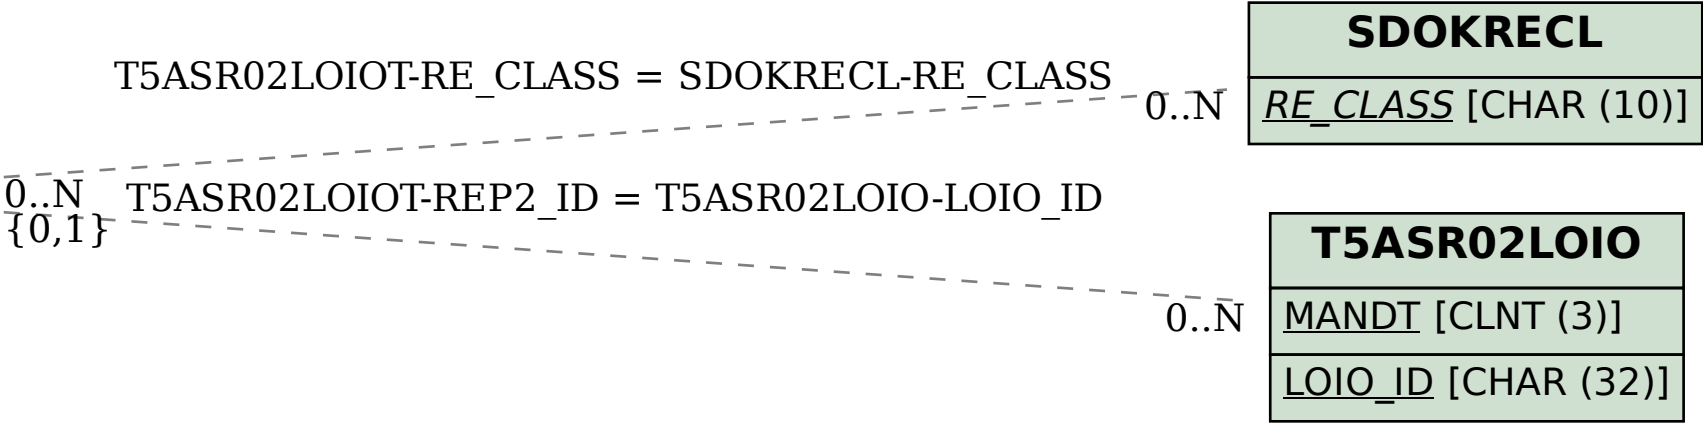 SDOKRECL
T5ASR02LOIOT-RE_CLASS = SDOKRECL-RE_CLASS
0..N
RE_CLASS [CHAR (10)]
0..N
T5ASR02LOIOT-REP2_ID = T5ASR02LOIO-LOIO_ID
{0,1}
T5ASR02LOIO
0..N
MANDT [CLNT (3)]
LOIO_ID [CHAR (32)]